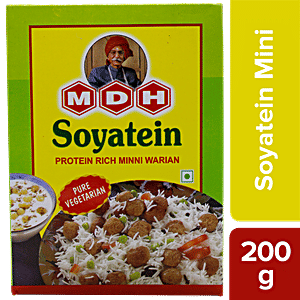 MDH
Soyatein
PROTEIN RICH MINNI WARIAN
PURE
VEGETARIAN
Soyatein Mini
200
g